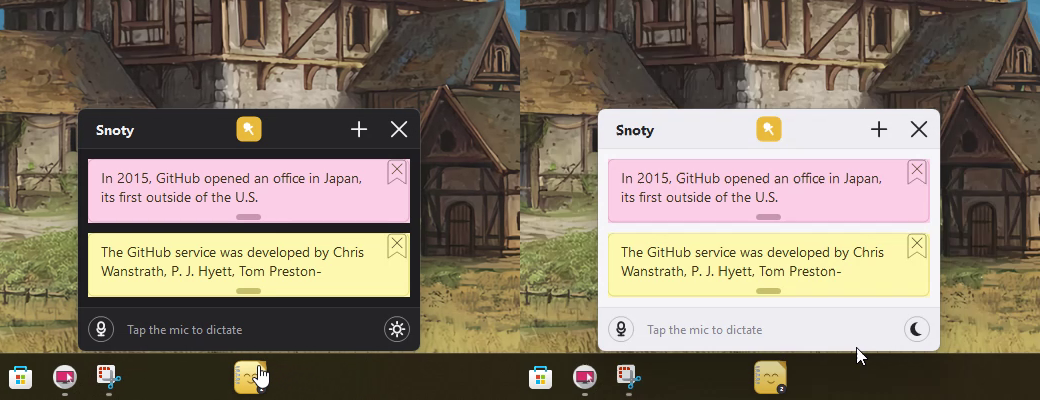 Snoty
In 2015, GitHub opened an office in Japan,
its first outside of the U.S.
The GitHub service was developed by Chris
Wanstrath, P. J. Hyett, Tom Preston-
Tap the mic to dictate
Snoty
In 2015, GitHub opened an office in Japan,
its first outside of the U.S.
The GitHub service was developed by Chris
Wanstrath, P. J. Hyett, Tom Preston-
Tap the mic to dictate
2